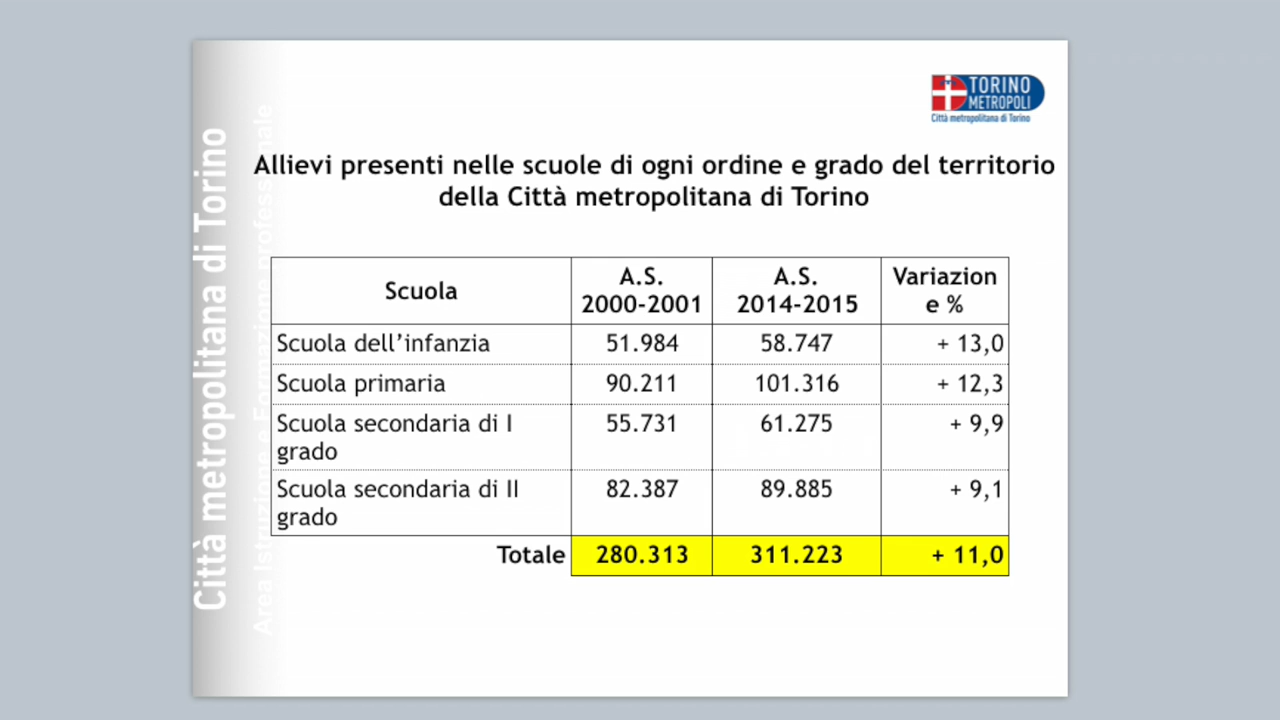 TORINO
METROPOLI
Città metropolitana di Torino
Città metropolitana di Torino
Area Istruzione e Formazione professionale
Allievi presenti nelle scuole di ogni ordine e grado del territorio
della Città metropolitana di Torino
Scuola A.S. 2000-2001 A.S. 2014-2015 Variazion e %
Scuola dell’infanzia 51.984 58.747 + 13,0
Scuola primaria 90.211 101.316 + 12,3
Scuola secondaria di I 55.731 61.275 + 9,9
grado
Scuola secondaria di II 82.387 89.885 + 9,1
grado
Totale 280.313 311.223 + 11,0